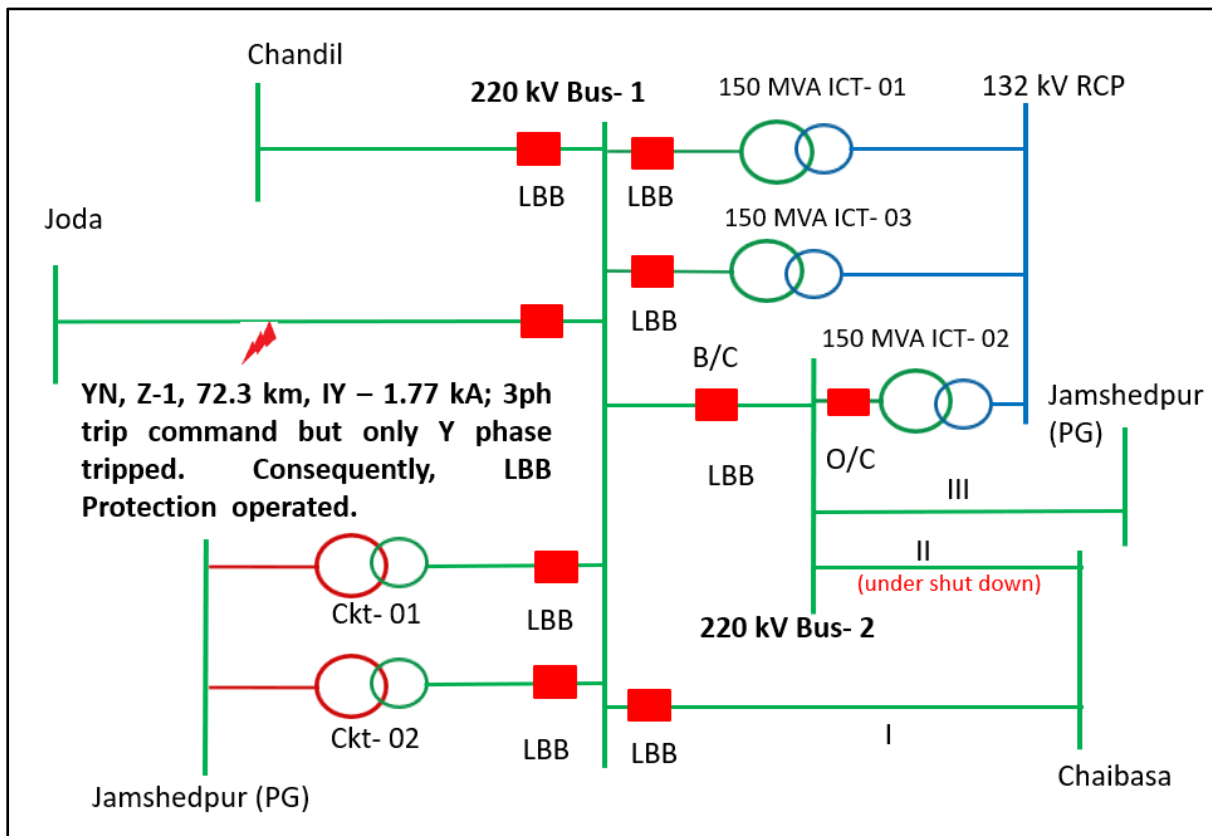 Chandil
220 kV Bus- 1
150 MVA ICT- 01
132 kV RCP
LBB
LBB
Joda
150 MVA ICT- 03
LBB
150 MVA ICT- 02
B/C
Jamshedpur
(PG)
YN, Z-1, 72.3 km, IY – 1.77 kA; 3ph
trip command but only Y phase
tripped. Consequently, LBB
Protection operated.
LBB
O/C
III
II
(under shut down)
Ckt- 01
LBB
220 kV Bus- 2
Ckt- 02
LBB
LBB
I
Jamshedpur (PG)
Chaibasa